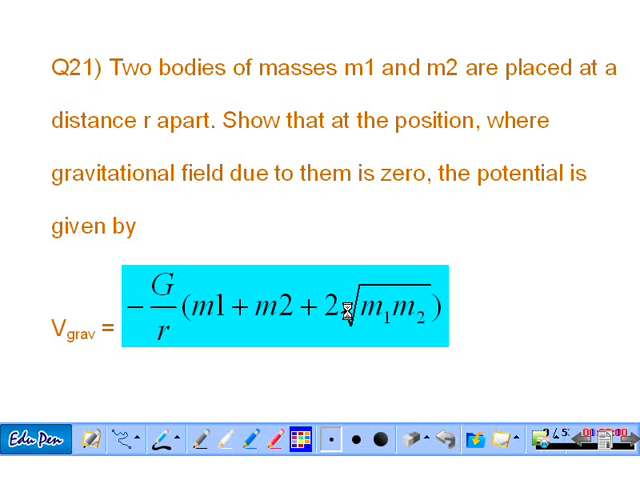 Q21) Two bodies of masses m1 and m2 are placed at a
distance r apart. Show that at the position, where
gravitational field due to them is zero, the potential is
given by
V_grav = −G/r (m1 + m2 + 2√(m₁m₂))
Edu Pen